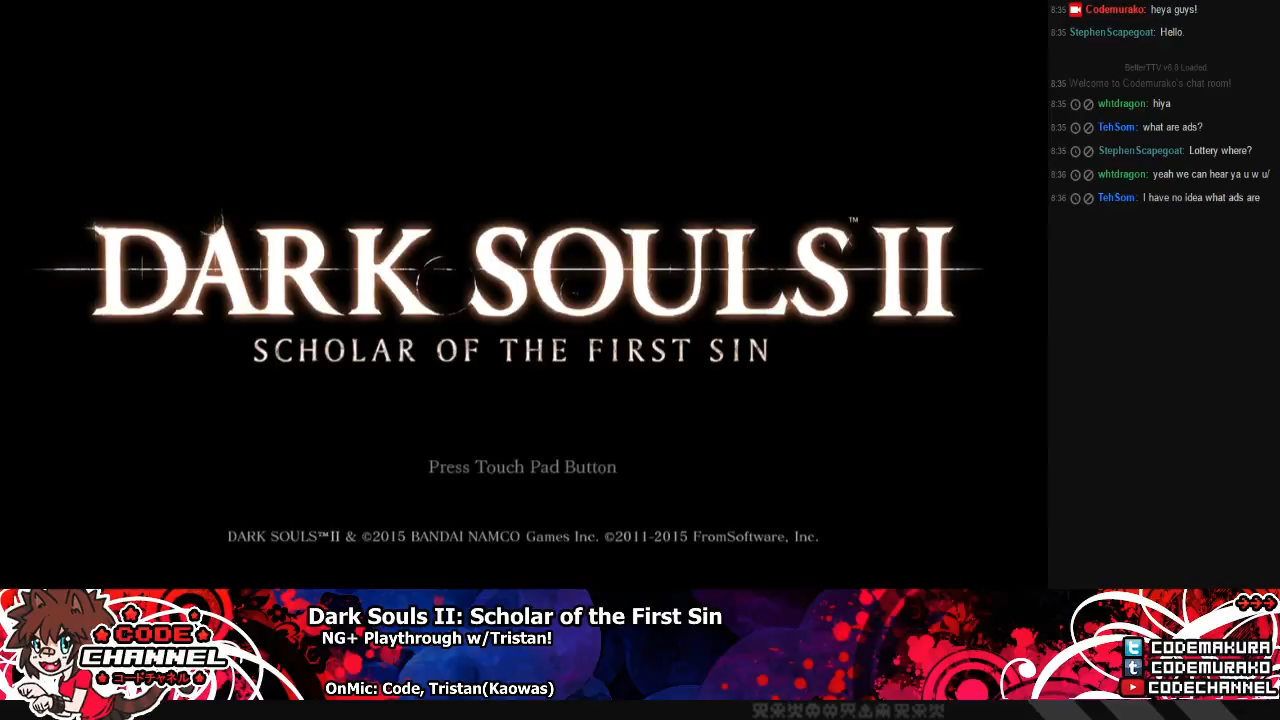 8:35 Codemurako: heya guys!
8:35 StephenScapegoat: Hello.
BetterTTV v6.8 Loaded
8:35 Welcome to Codemurako's chat room!
8:35 whtdragon: hiya
8:35 TehSom: what are ads?
8:35 StephenScapegoat: Lottery where?
8:36 whtdragon: yeah we can hear ya u w u/
8:36 TehSom: I have no idea what ads are
DARK SOULS II™
SCHOLAR OF THE FIRST SIN
Press Touch Pad Button
DARK SOULS™II & ©2015 BANDAI NAMCO Games Inc. ©2011-2015 FromSoftware, Inc.
CODE
CHANNEL
コードチャネル
Dark Souls II: Scholar of the First Sin
NG+ Playthrough w/Tristan!
OnMic: Code, Tristan(Kaowas)
CODEMAKURA
CODEMURAKO
CODECHANNEL